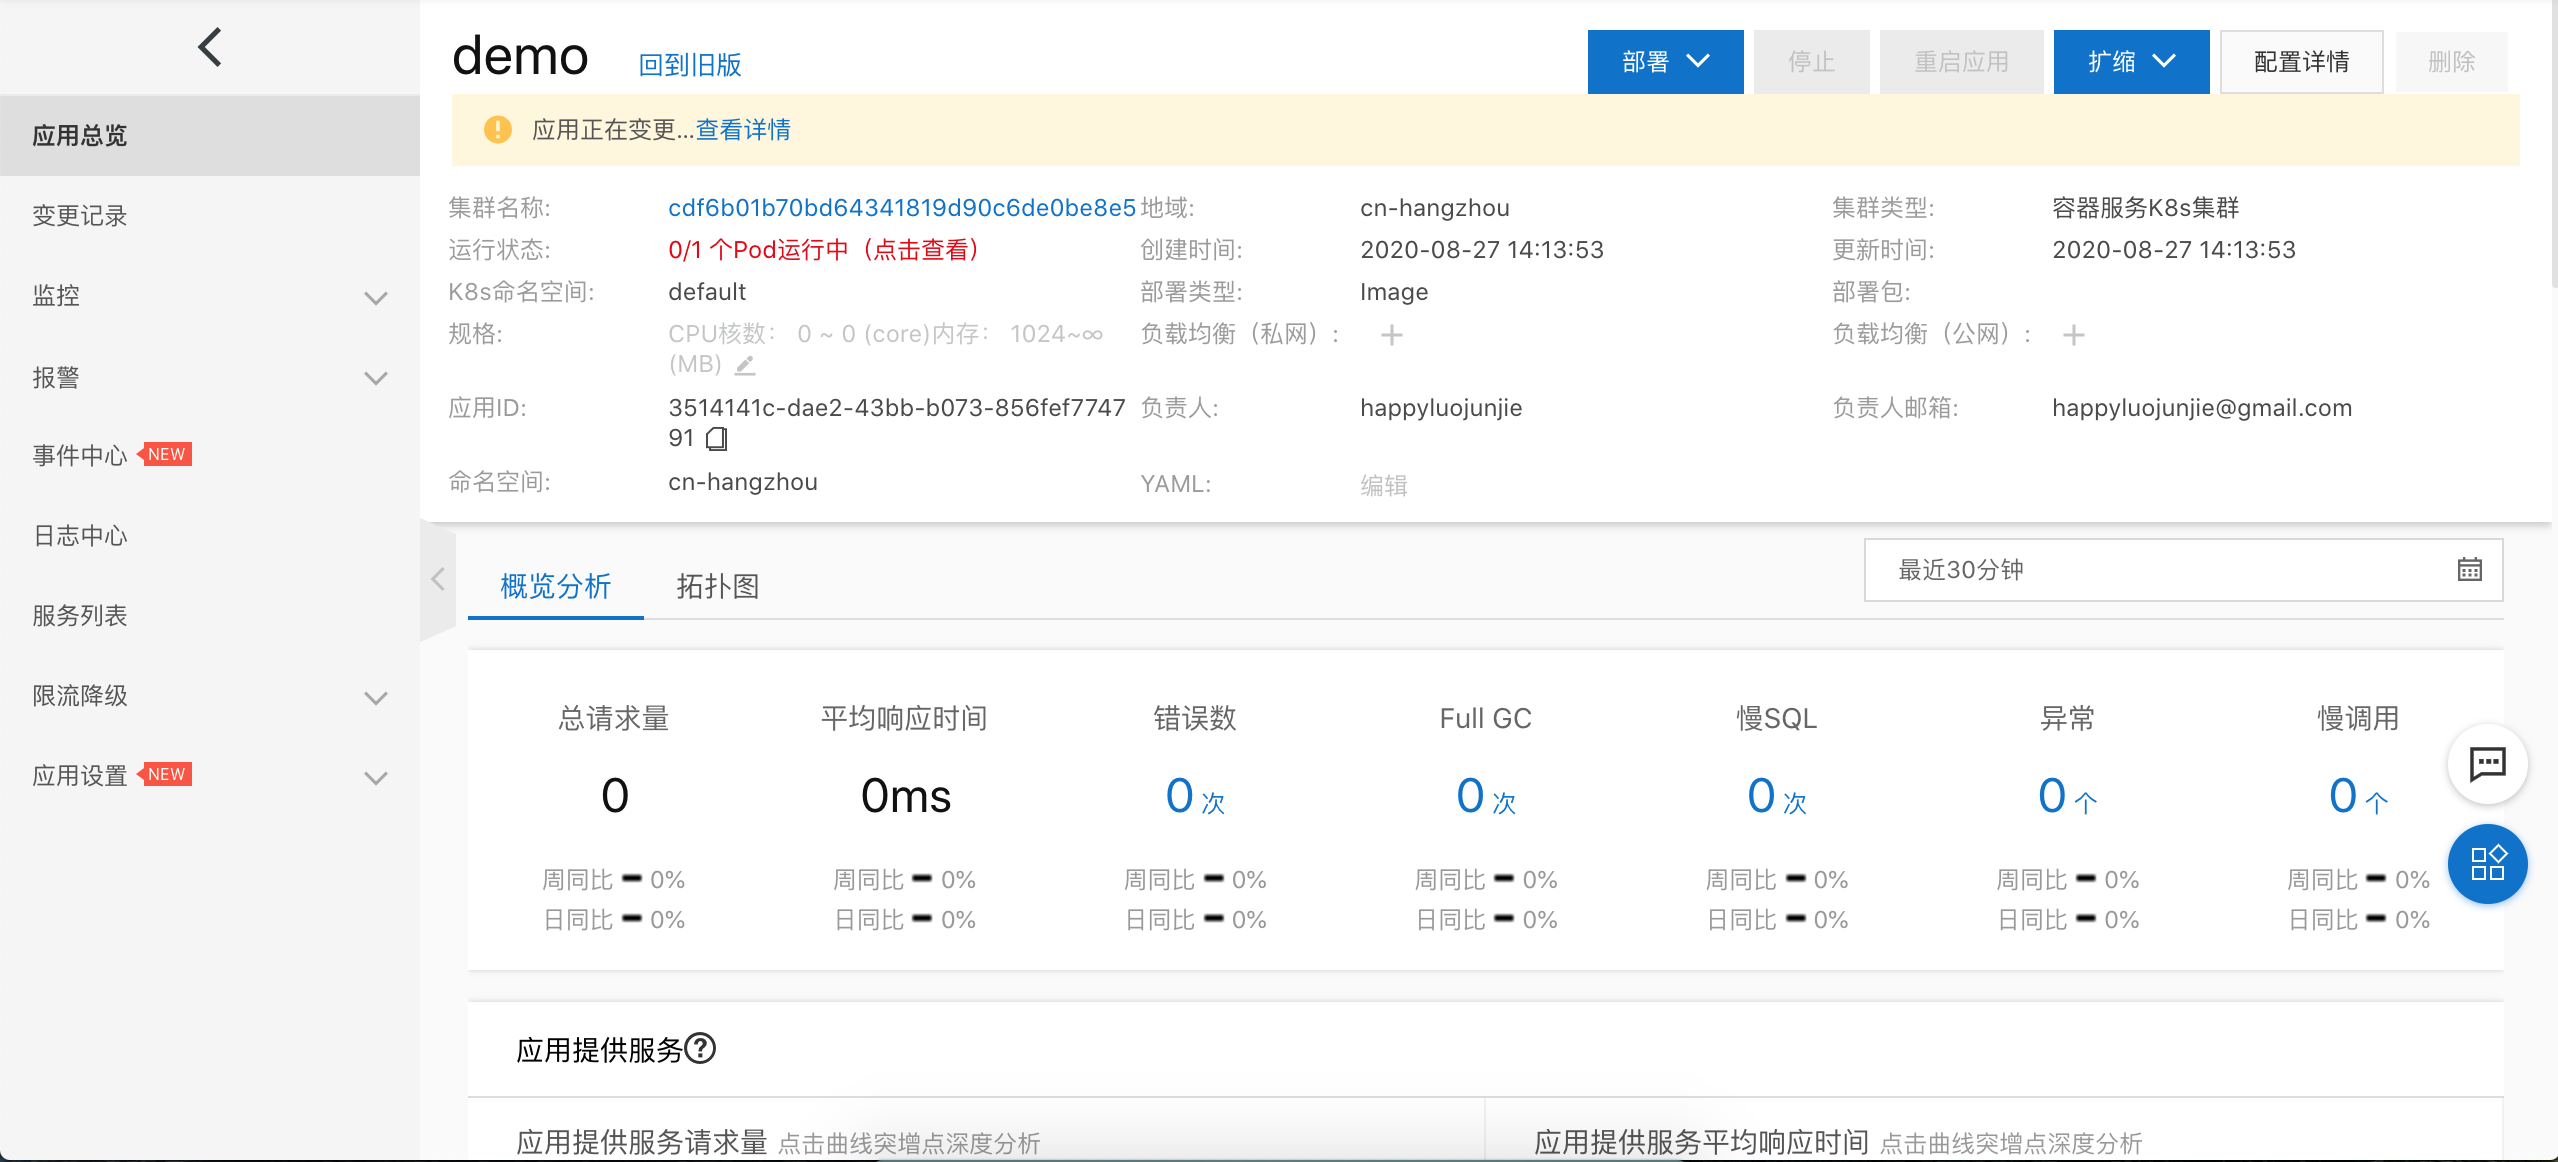 demo 回到旧版 部署 停止 重启应用 扩缩 配置详情 删除
应用正在变更...查看详情
应用总览
变更记录
监控
报警
事件中心 NEW
日志中心
服务列表
限流降级
应用设置 NEW
集群名称: cdf6b01b70bd64341819d90c6de0be8e5 地域: cn-hangzhou 集群类型: 容器服务K8s集群
运行状态: 0/1 个Pod运行中（点击查看） 创建时间: 2020-08-27 14:13:53 更新时间: 2020-08-27 14:13:53
K8s命名空间: default 部署类型: Image 部署包:
规格: CPU核数： 0 ~ 0 (core)内存： 1024~∞ 负载均衡（私网）: 负载均衡（公网）:
(MB)
应用ID: 3514141c-dae2-43bb-b073-856fef7747 负责人: happyluojunjie 负责人邮箱: happyluojunjie@gmail.com
91
命名空间: cn-hangzhou YAML: 编辑
概览分析 拓扑图 最近30分钟
总请求量 平均响应时间 错误数 Full GC 慢SQL 异常 慢调用
0 0ms 0 次 0 次 0 次 0 个 0 个
周同比 0% 周同比 0% 周同比 0% 周同比 0% 周同比 0% 周同比 0% 周同比 0%
日同比 0% 日同比 0% 日同比 0% 日同比 0% 日同比 0% 日同比 0% 日同比 0%
应用提供服务
应用提供服务请求量 点击曲线突增点深度分析 应用提供服务平均响应时间 点击曲线突增点深度分析